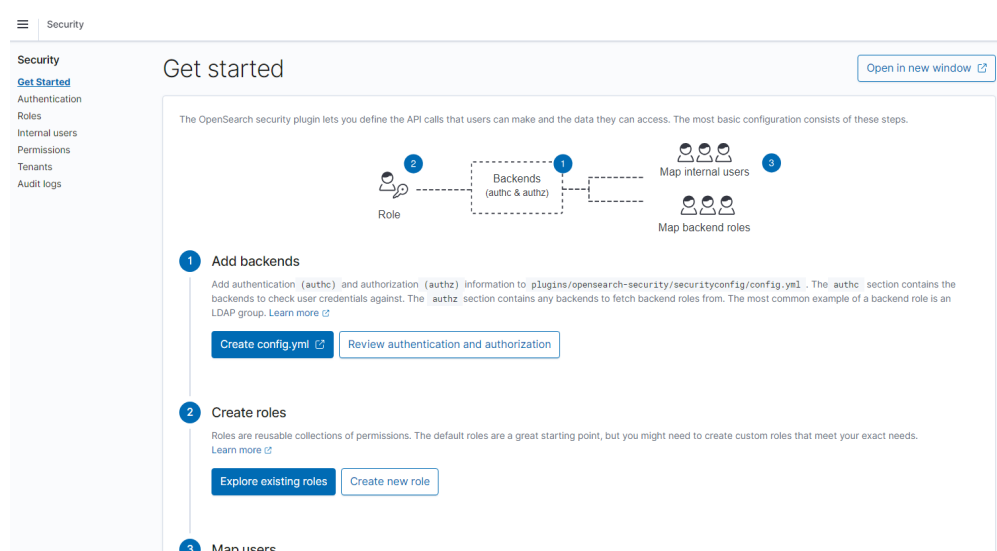 Security
Security
Get Started
Authentication
Roles
Internal users
Permissions
Tenants
Audit logs
Get started
Open in new window
The OpenSearch security plugin lets you define the API calls that users can make and the data they can access. The most basic configuration consists of these steps.
2
Role
1
Backends
(authc & authz)
Map internal users
3
Map backend roles
1
Add backends
Add authentication (authc) and authorization (authz) information to plugins/opensearch-security/securityconfig/config.yml . The authc section contains the
backends to check user credentials against. The authz section contains any backends to fetch backend roles from. The most common example of a backend role is an
LDAP group. Learn more
Create config.yml
Review authentication and authorization
2
Create roles
Roles are reusable collections of permissions. The default roles are a great starting point, but you might need to create custom roles that meet your exact needs.
Learn more
Explore existing roles
Create new role
3
Map users